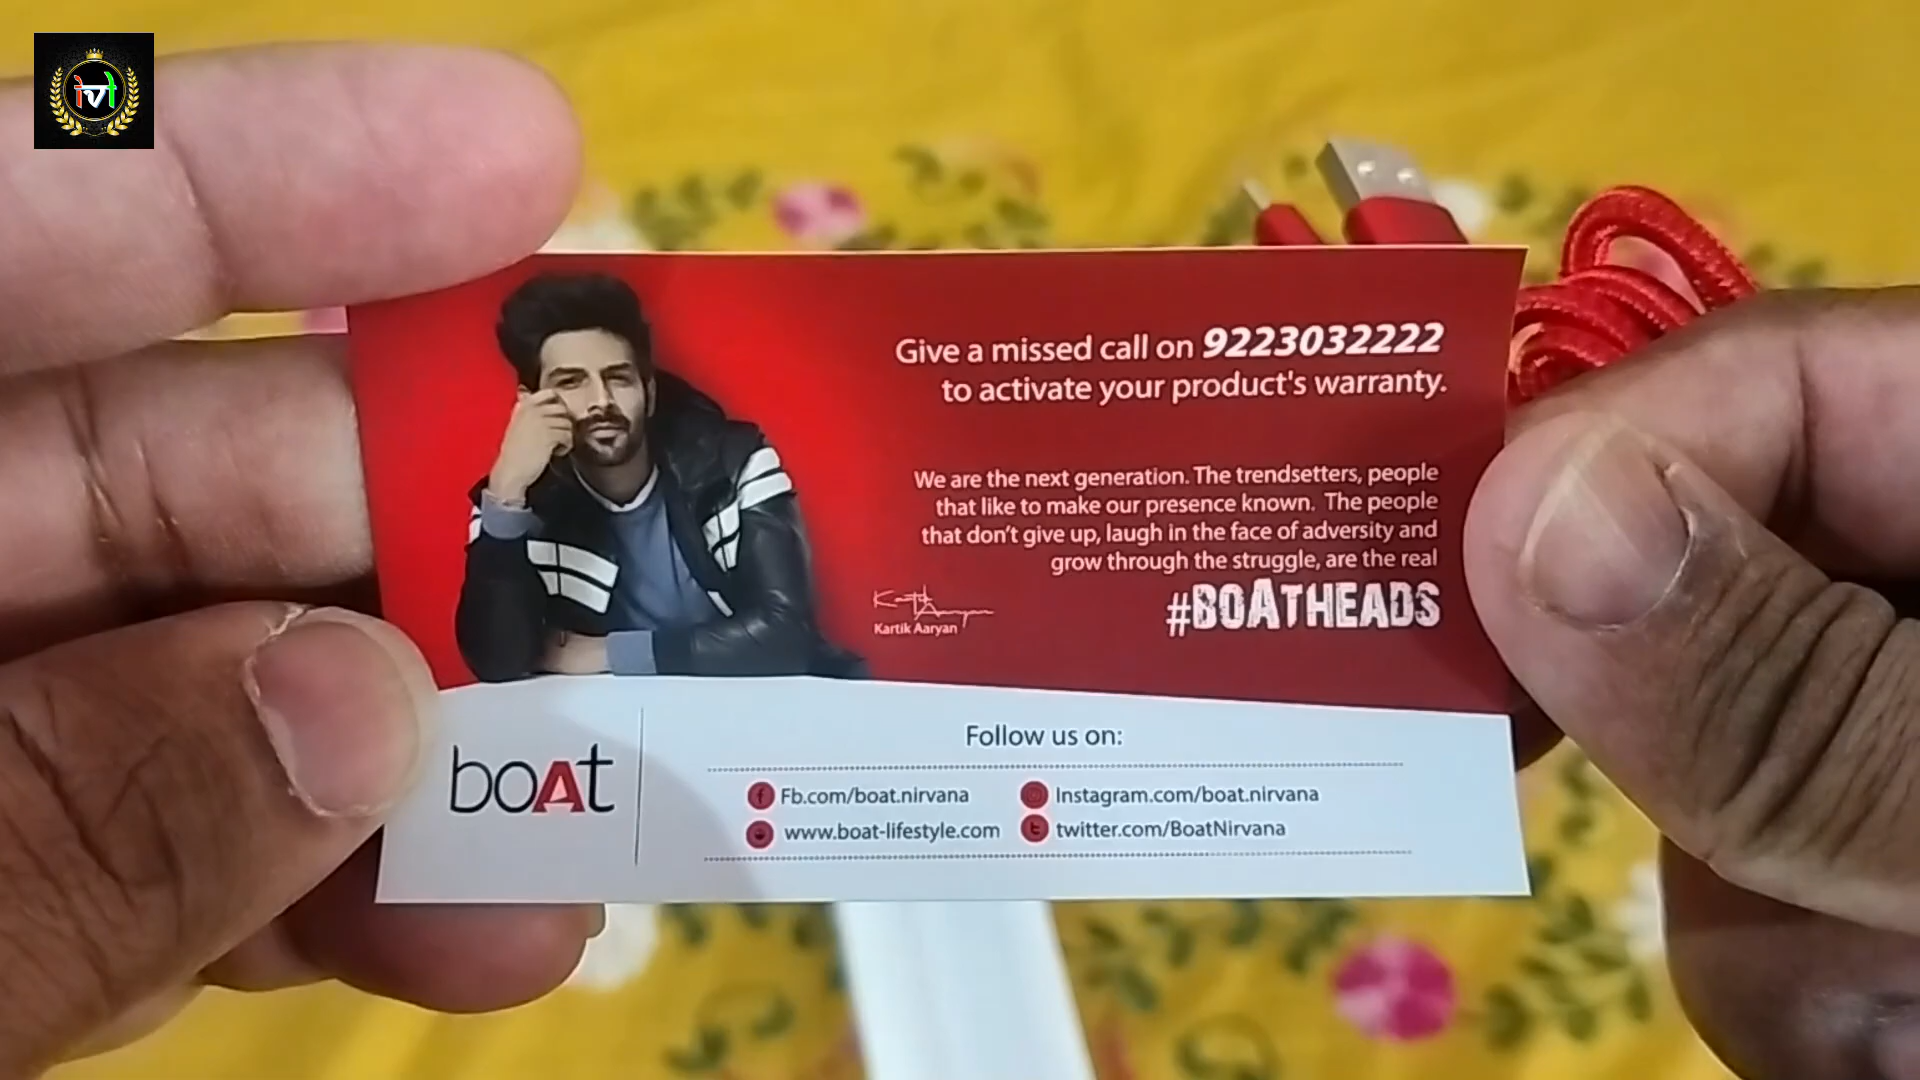 ivt
Give a missed call on 9223032222
to activate your product's warranty.
We are the next generation. The trendsetters, people
that like to make our presence known. The people
that don't give up, laugh in the face of adversity and
grow through the struggle, are the real
#BOATHEADS
Kartik Aaryan
Kartik Aaryan
boAt
Follow us on:
Fb.com/boat.nirvana
Instagram.com/boat.nirvana
www.boat-lifestyle.com
twitter.com/BoatNirvana